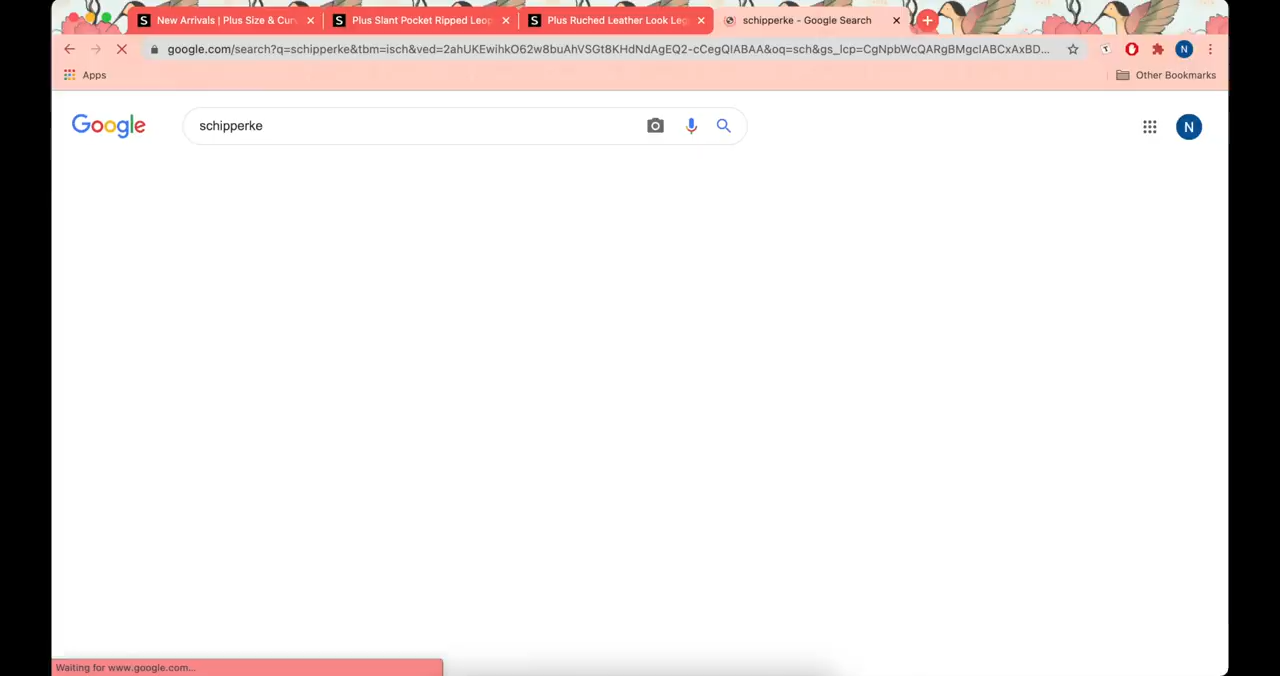 New Arrivals | Plus Size & Cur
Plus Slant Pocket Ripped Leop
Plus Ruched Leather Look Leg
schipperke - Google Search
google.com/search?q=schipperke&tbm=isch&ved=2ahUKEwihkO62w8buAhVSGt8KHdNdAgEQ2-cCegQIABAA&oq=sch&gs_lcp=CgNpbWcQARgBMgcIABCxAxBD...
N
Apps
Other Bookmarks
Google
schipperke
N
Waiting for www.google.com...